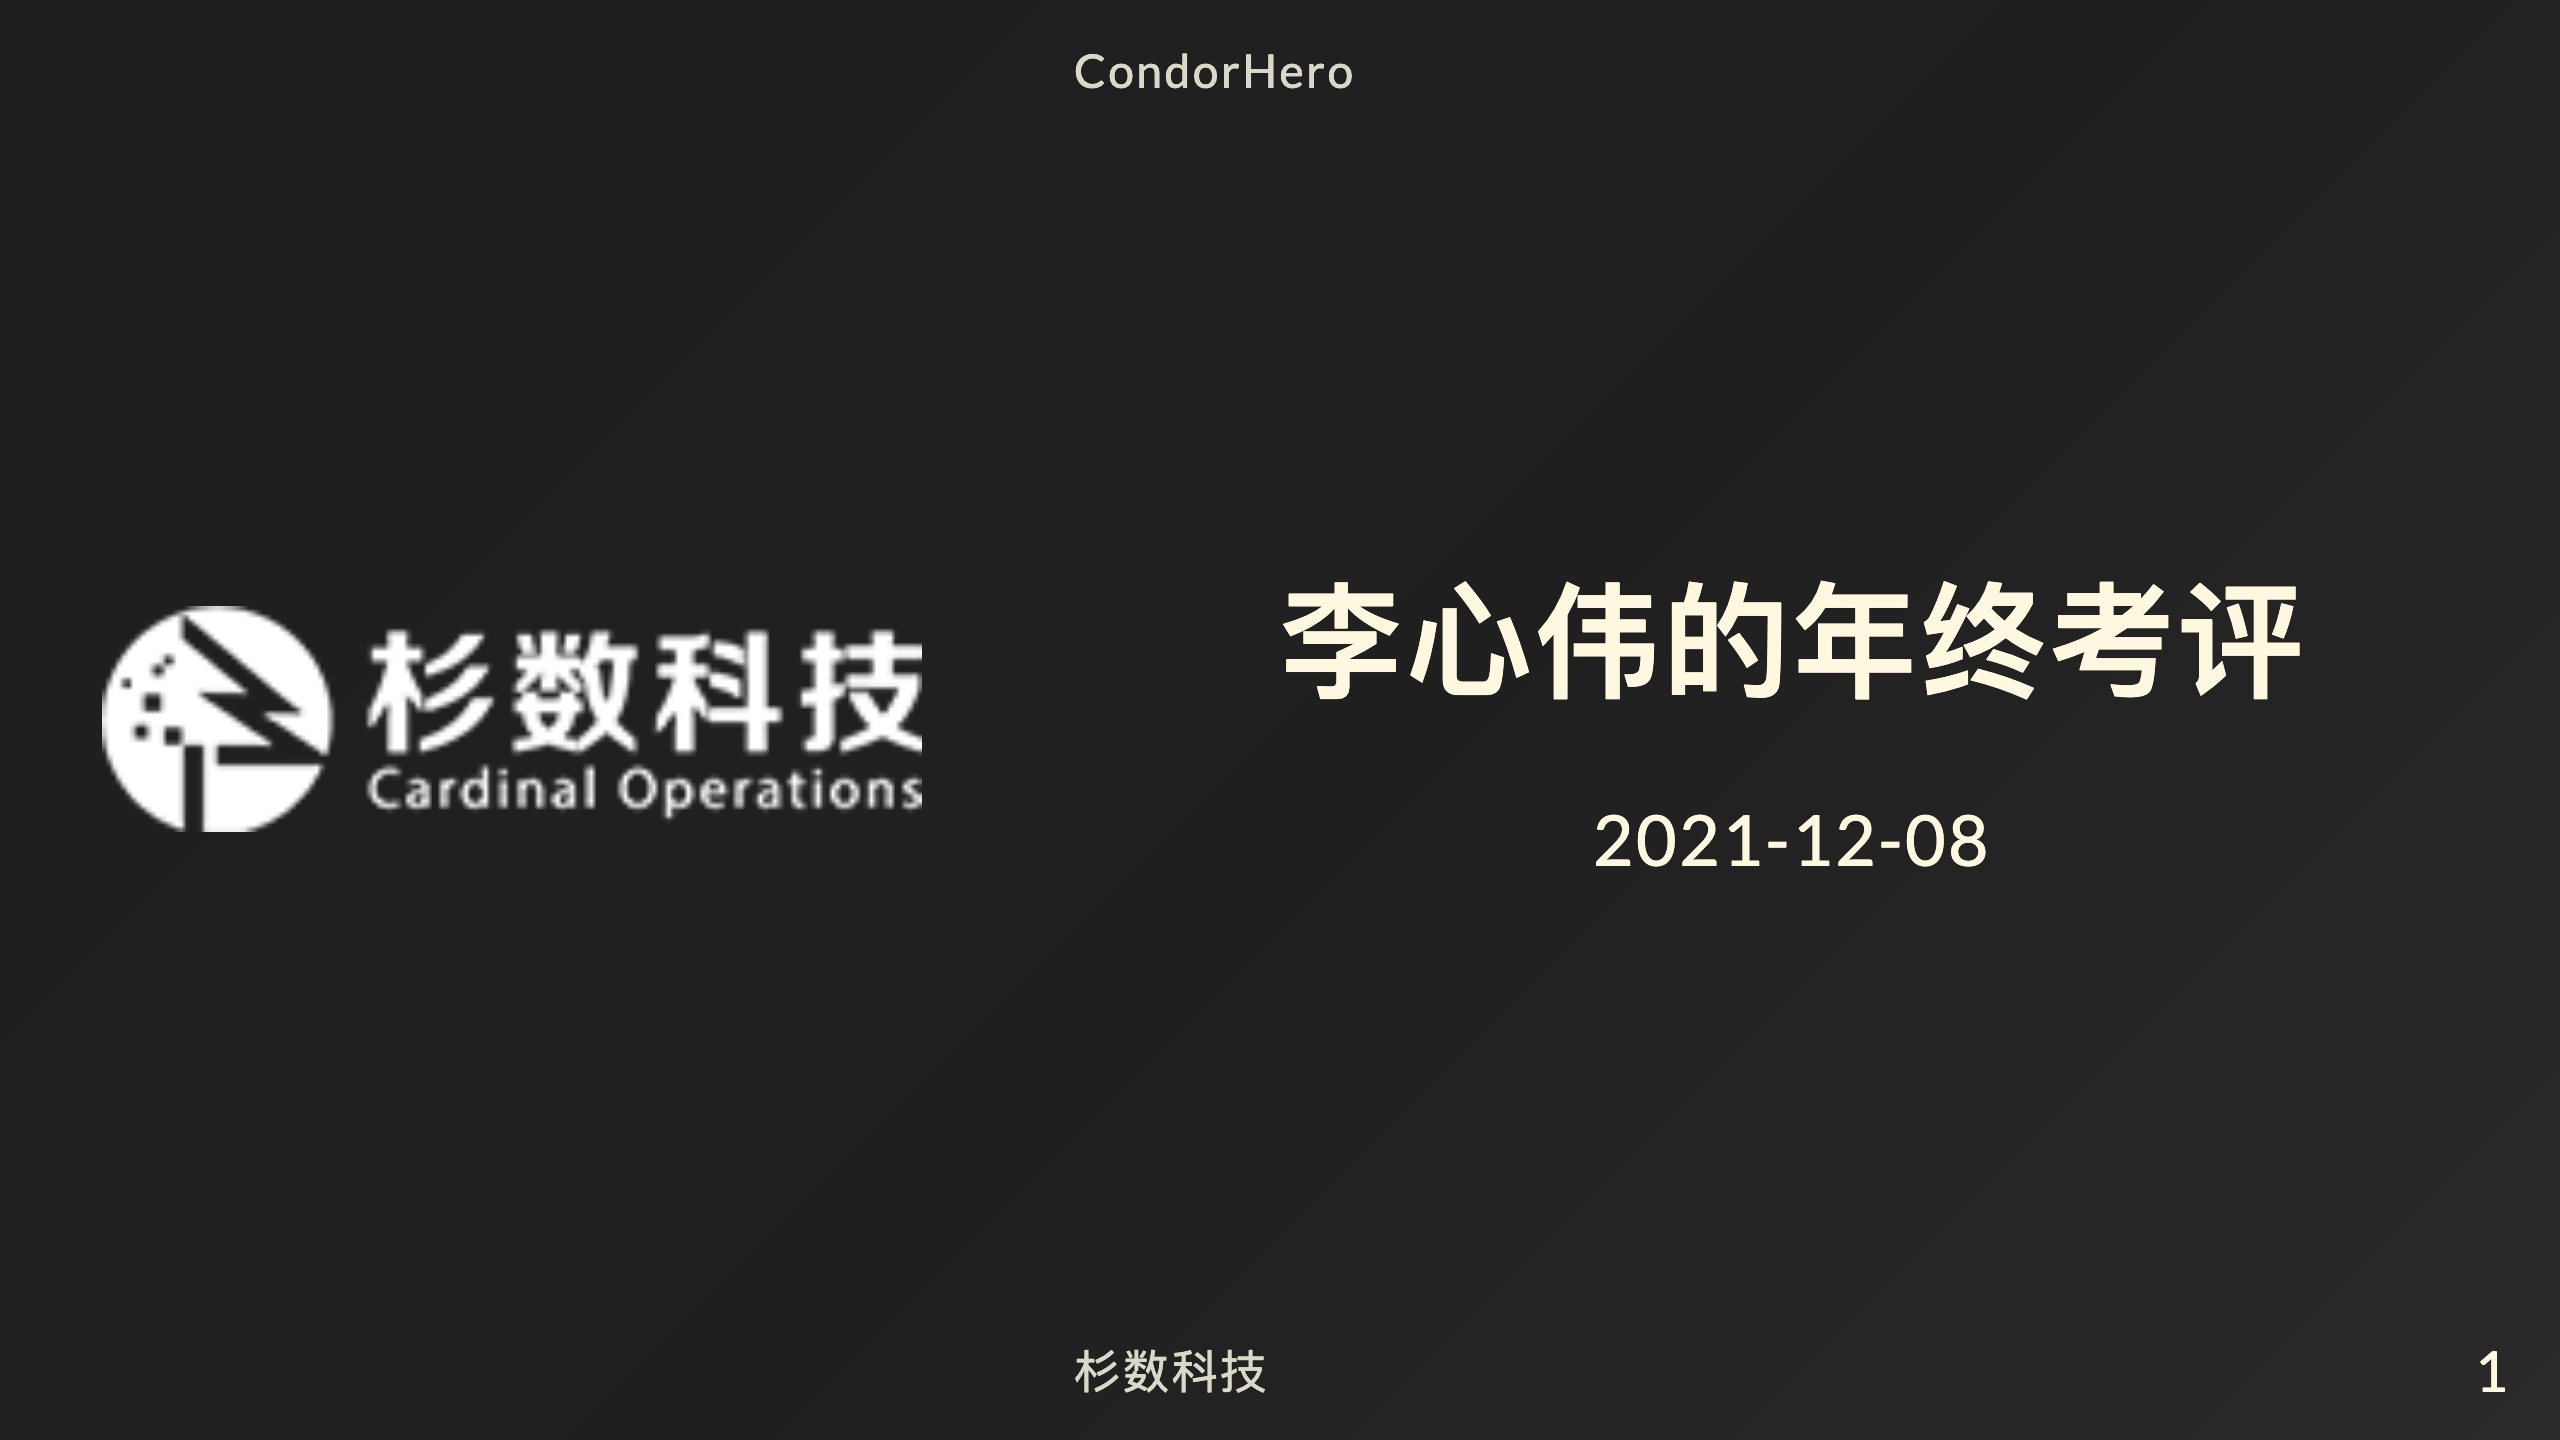 CondorHero
杉数科技
Cardinal Operations
李心伟的年终考评
2021-12-08
杉数科技
1